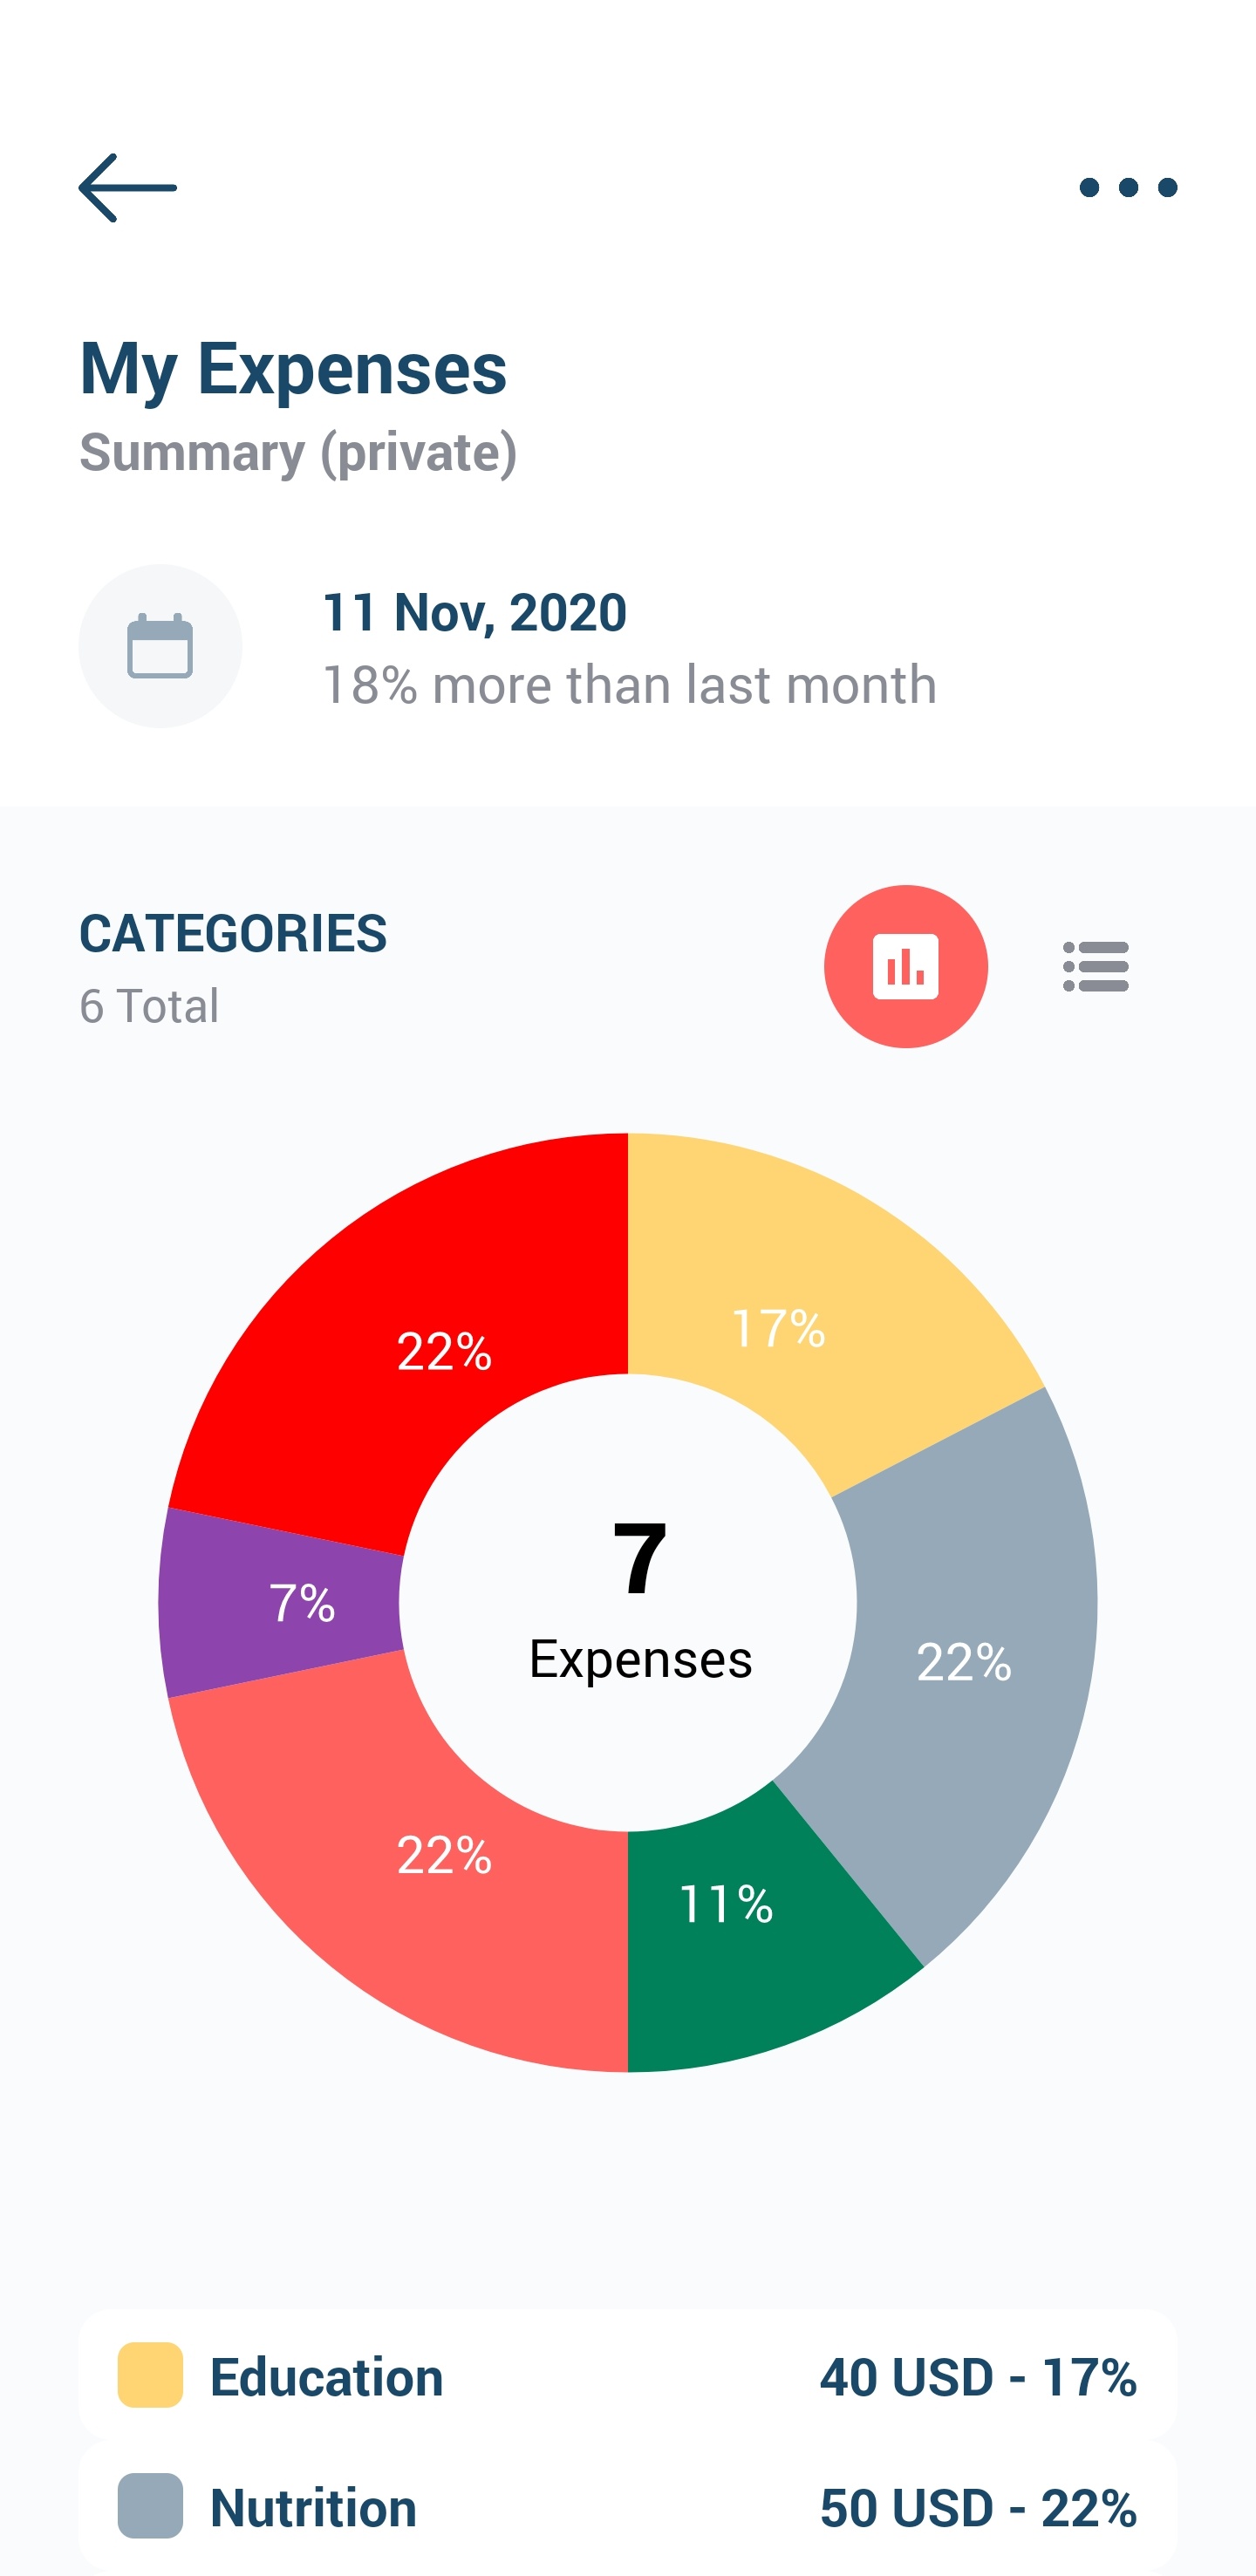 My Expenses
Summary (private)
11 Nov, 2020
18% more than last month
CATEGORIES
6 Total
22%
17%
7%
22%
22%
11%
7
Expenses
Education
40 USD - 17%
Nutrition
50 USD - 22%